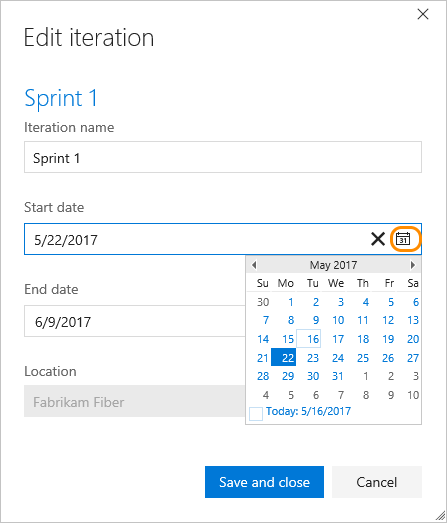 Edit iteration
Sprint 1
Iteration name
Sprint 1
Start date
5/22/2017
31
May 2017
Su Mo Tu We Th Fr Sa
30 1 2 3 4 5 6
7 8 9 10 11 12 13
14 15 16 17 18 19 20
21 22 23 24 25 26 27
28 29 30 31 1 2 3
4 5 6 7 8 9 10
Today: 5/16/2017
End date
6/9/2017
Location
Fabrikam Fiber
Save and close
Cancel